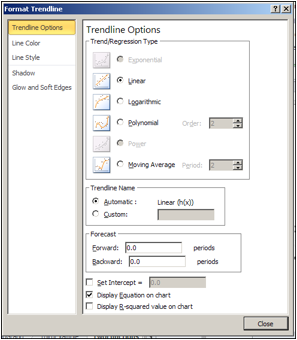 Format Trendline
Trendline Options
Line Color
Line Style
Shadow
Glow and Soft Edges
Trendline Options
Trend/Regression Type
Exponential
Linear
Logarithmic
Polynomial Order: 2
Power
Moving Average Period: 2
Trendline Name
Automatic : Linear (h(x))
Custom:
Forecast
Forward: 0.0 periods
Backward: 0.0 periods
Set Intercept = 0.0
Display Equation on chart
Display R-squared value on chart
Close